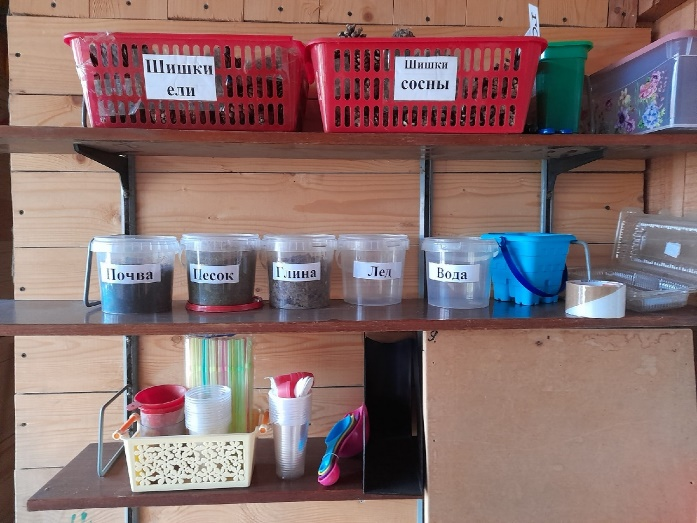 Шишки
ели
Шишки
сосны
Почва
Песок
Глина
Лед
Вода